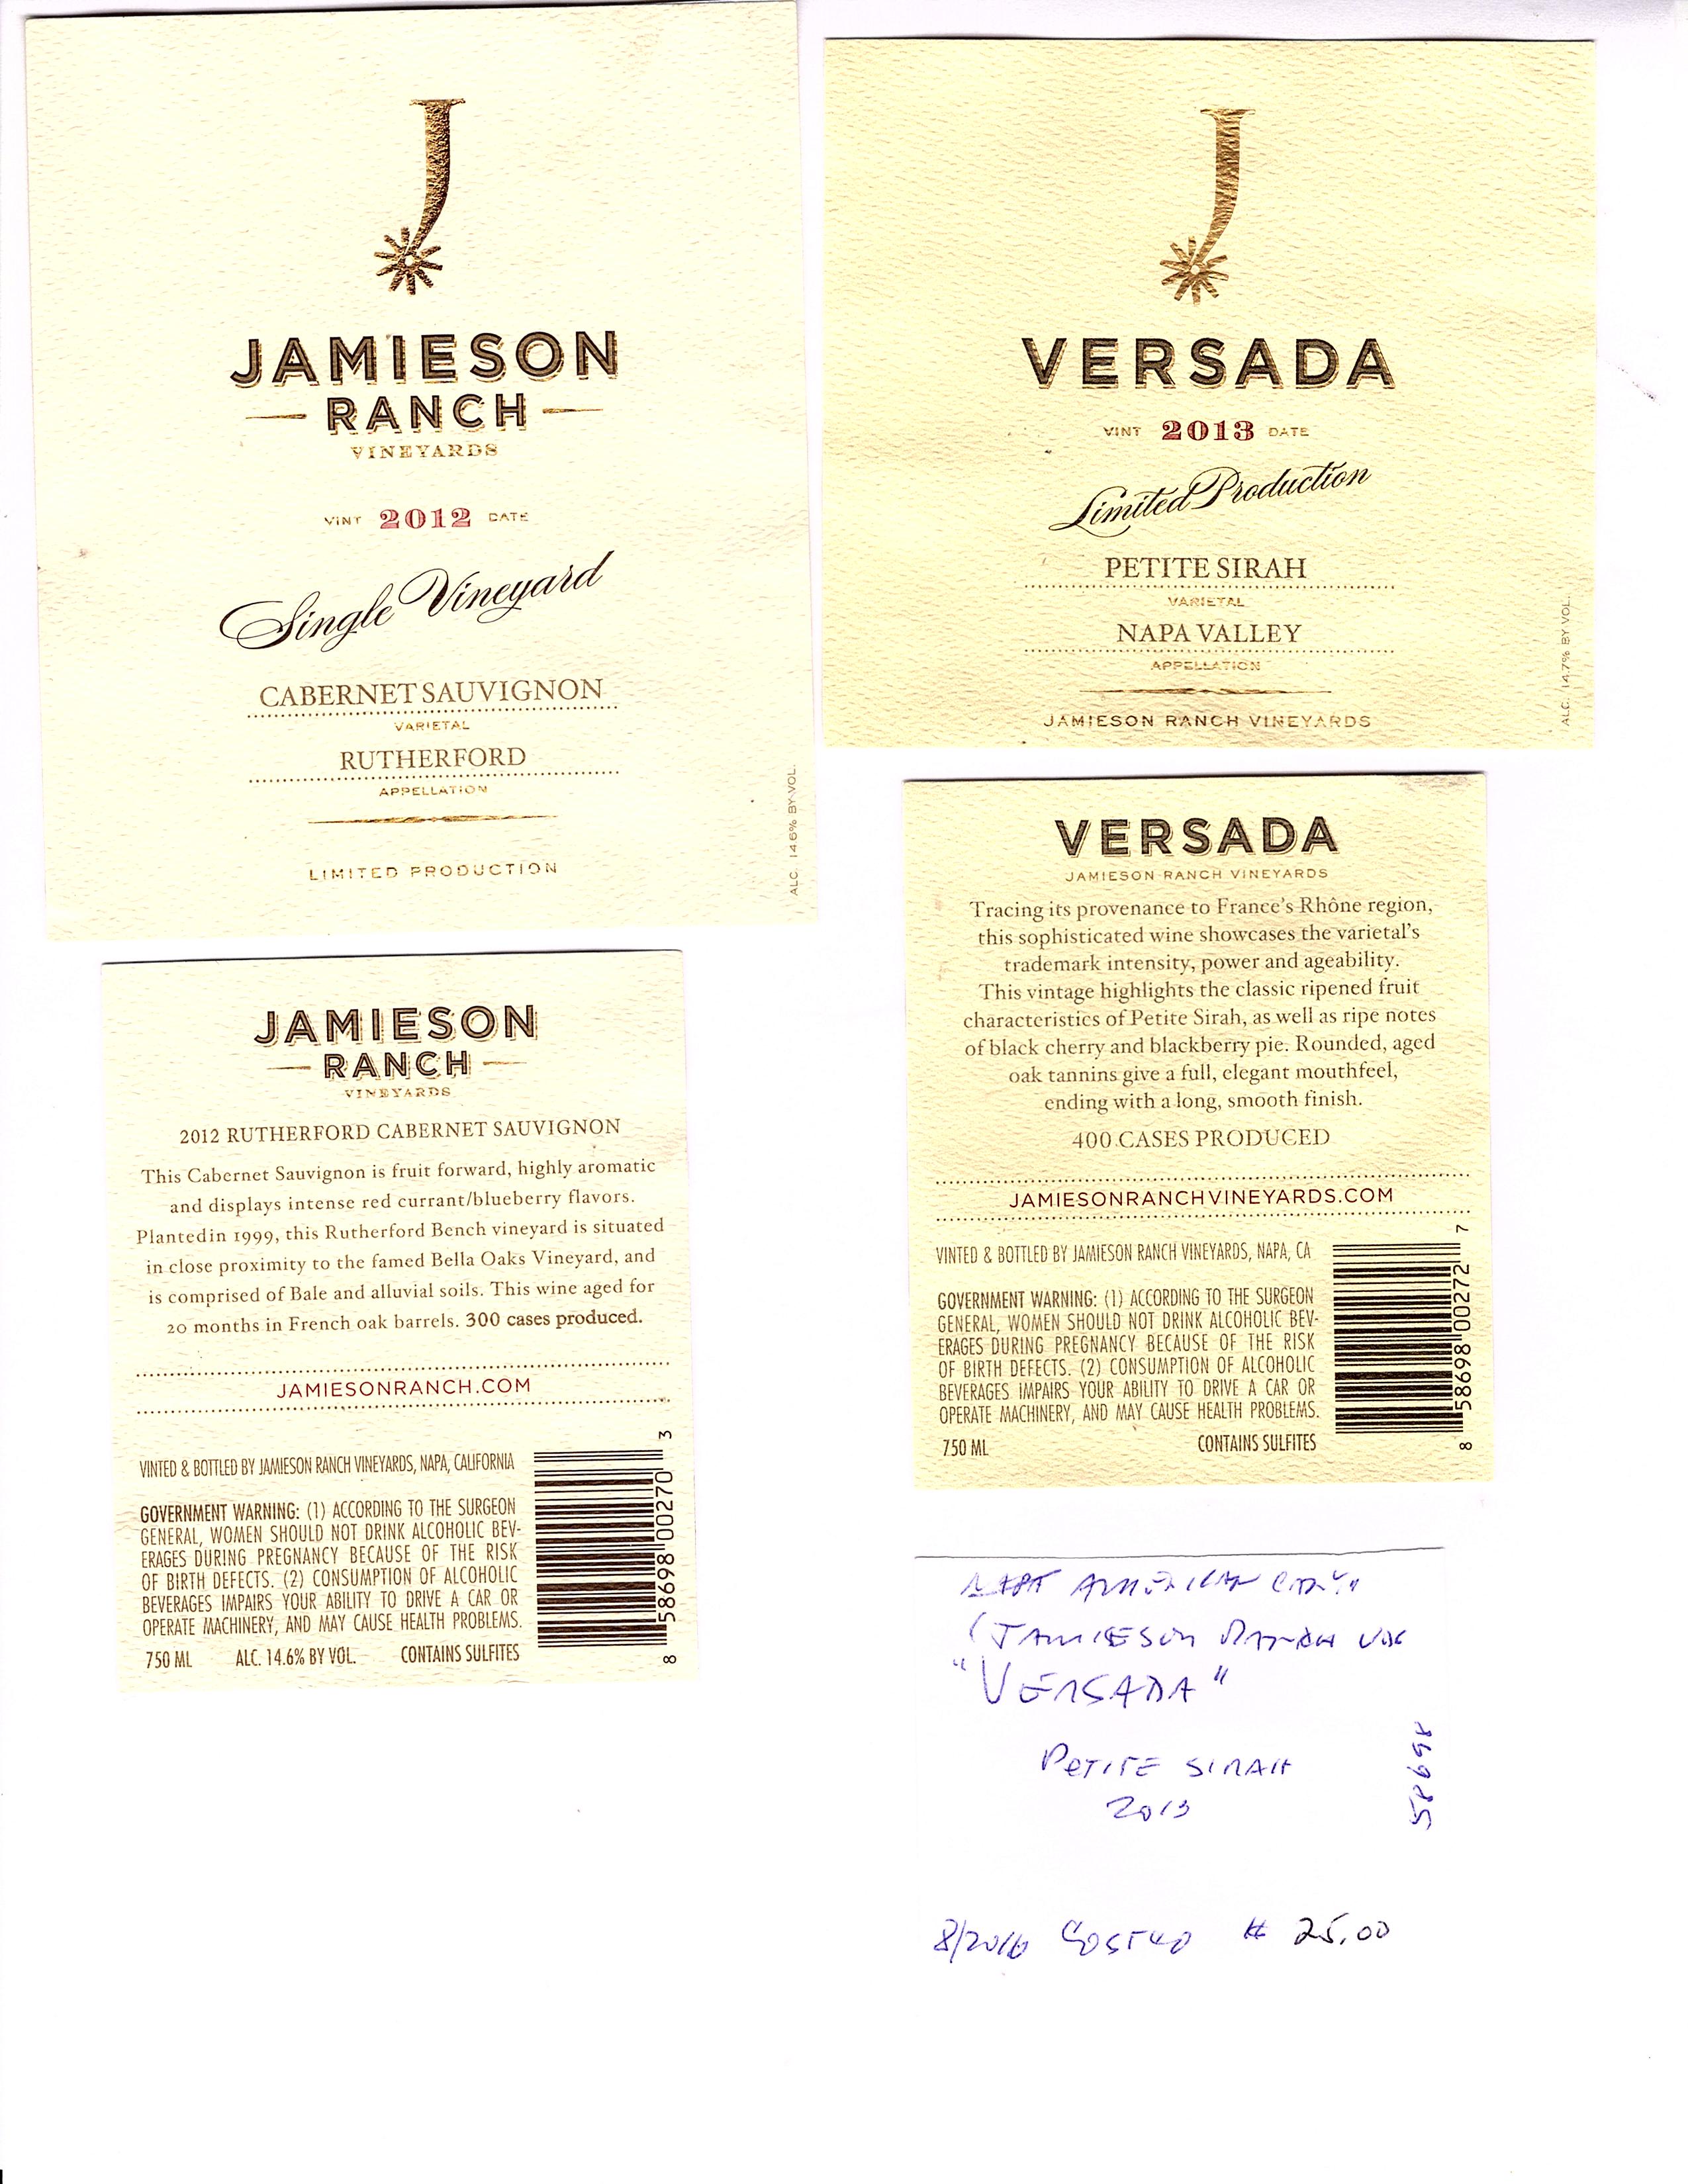 J
JAMIESON
RANCH
VINEYARDS
VINT 2012 DATE
Single Vineyard
CABERNET SAUVIGNON
VARIETAL
RUTHERFORD
APPELLATION
LIMITED PRODUCTION
ALC. 14.6% BY VOL.
JAMIESON
RANCH
VINEYARDS
2012 RUTHERFORD CABERNET SAUVIGNON
This Cabernet Sauvignon is fruit forward, highly aromatic
and displays intense red currant/blueberry flavors.
Planted in 1999, this Rutherford Bench vineyard is situated
in close proximity to the famed Bella Oaks Vineyard, and
is comprised of Bale and alluvial soils. This wine aged for
20 months in French oak barrels. 300 cases produced.
JAMIESONRANCH.COM
VINTED & BOTTLED BY JAMIESON RANCH VINEYARDS, NAPA, CALIFORNIA
GOVERNMENT WARNING: (1) ACCORDING TO THE SURGEON
GENERAL, WOMEN SHOULD NOT DRINK ALCOHOLIC BEV-
ERAGES DURING PREGNANCY BECAUSE OF THE RISK
OF BIRTH DEFECTS. (2) CONSUMPTION OF ALCOHOLIC
BEVERAGES IMPAIRS YOUR ABILITY TO DRIVE A CAR OR
OPERATE MACHINERY, AND MAY CAUSE HEALTH PROBLEMS.
750 ML ALC. 14.6% BY VOL. CONTAINS SULFITES
8 58698 00270 3
J
VERSADA
VINT 2013 DATE
Limited Production
PETITE SIRAH
VARIETAL
NAPA VALLEY
APPELLATION
JAMIESON RANCH VINEYARDS
ALC. 14.7% BY VOL.
VERSADA
JAMIESON RANCH VINEYARDS
Tracing its provenance to France's Rhône region,
this sophisticated wine showcases the varietal's
trademark intensity, power and ageability.
This vintage highlights the classic ripened fruit
characteristics of Petite Sirah, as well as ripe notes
of black cherry and blackberry pie. Rounded, aged
oak tannins give a full, elegant mouthfeel,
ending with a long, smooth finish.
400 CASES PRODUCED
JAMIESONRANCHVINEYARDS.COM
VINTED & BOTTLED BY JAMIESON RANCH VINEYARDS, NAPA, CA
GOVERNMENT WARNING: (1) ACCORDING TO THE SURGEON
GENERAL, WOMEN SHOULD NOT DRINK ALCOHOLIC BEV-
ERAGES DURING PREGNANCY BECAUSE OF THE RISK
OF BIRTH DEFECTS. (2) CONSUMPTION OF ALCOHOLIC
BEVERAGES IMPAIRS YOUR ABILITY TO DRIVE A CAR OR
OPERATE MACHINERY, AND MAY CAUSE HEALTH PROBLEMS.
750 ML CONTAINS SULFITES
8 58698 00272 7
AMERICAN
(JAMIESON RANCH
"VERSADA"
PETITE SIRAH
2013
58698
8/2016 COSTCO $ 25.00